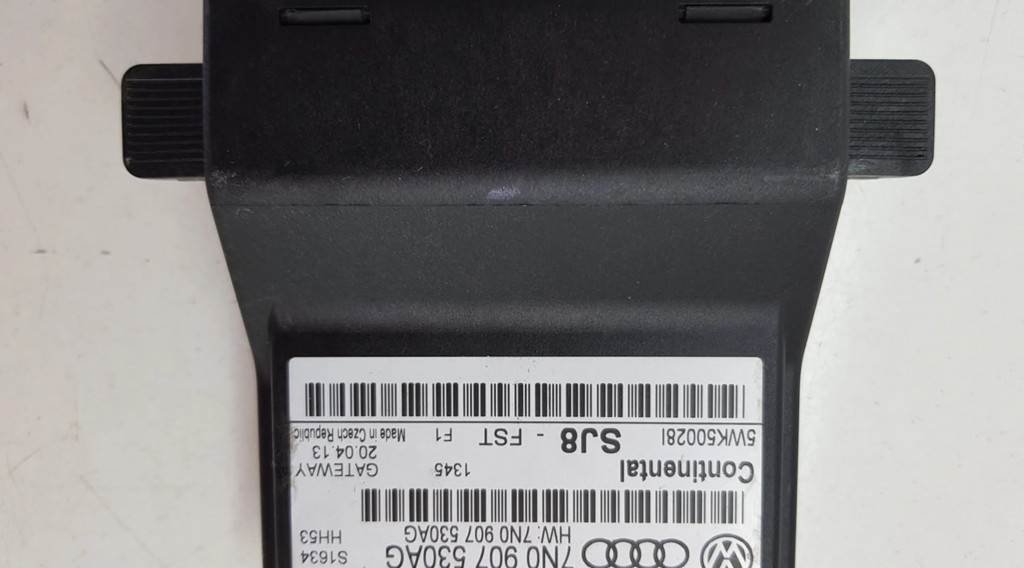 7N0 907 530AG S1634
HW: 7N0 907 530AG HH53
Continental 1345 GATEWAY
20.04.13
5WK50028I SJ8 - FST F1 Made in Czech Republic